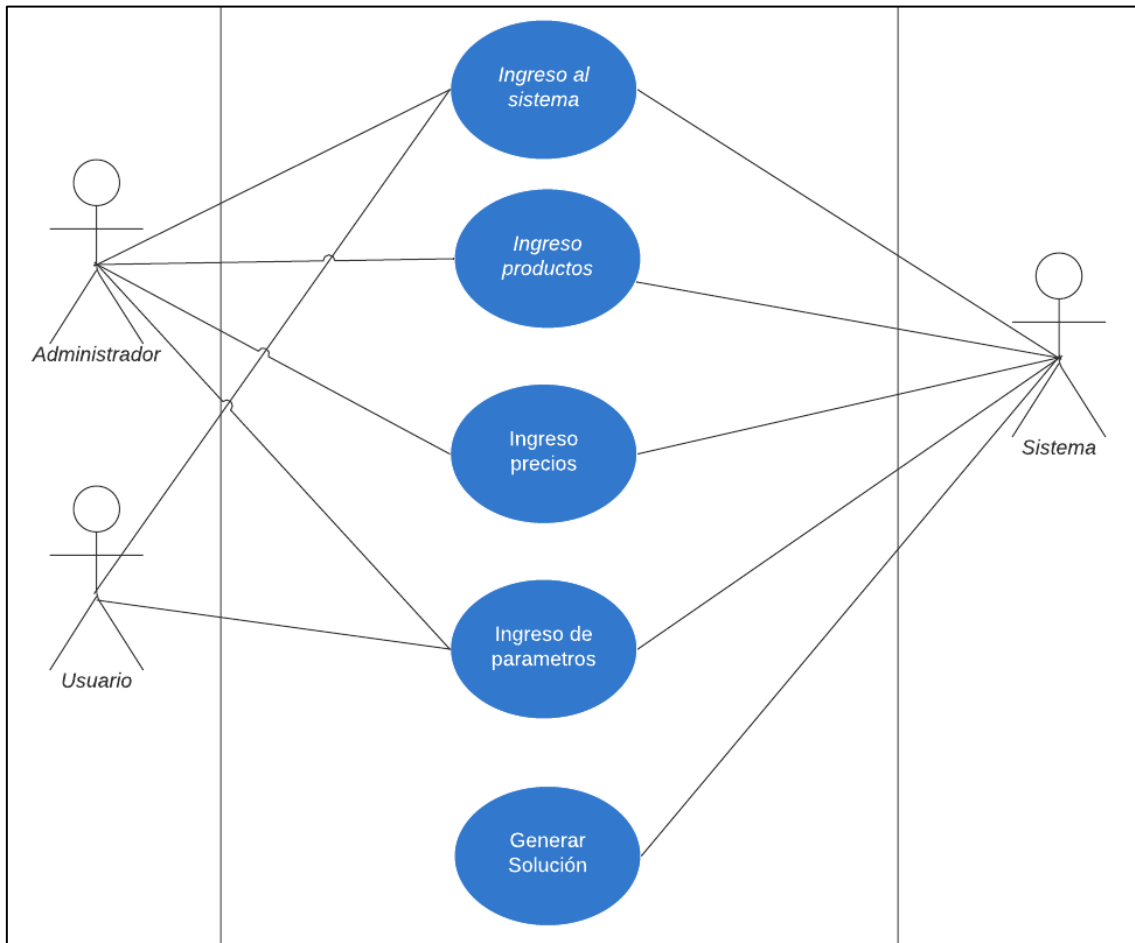 Ingreso al
sistema
Ingreso
productos
Administrador
Ingreso
precios
Sistema
Ingreso de
parametros
Usuario
Generar
Solución